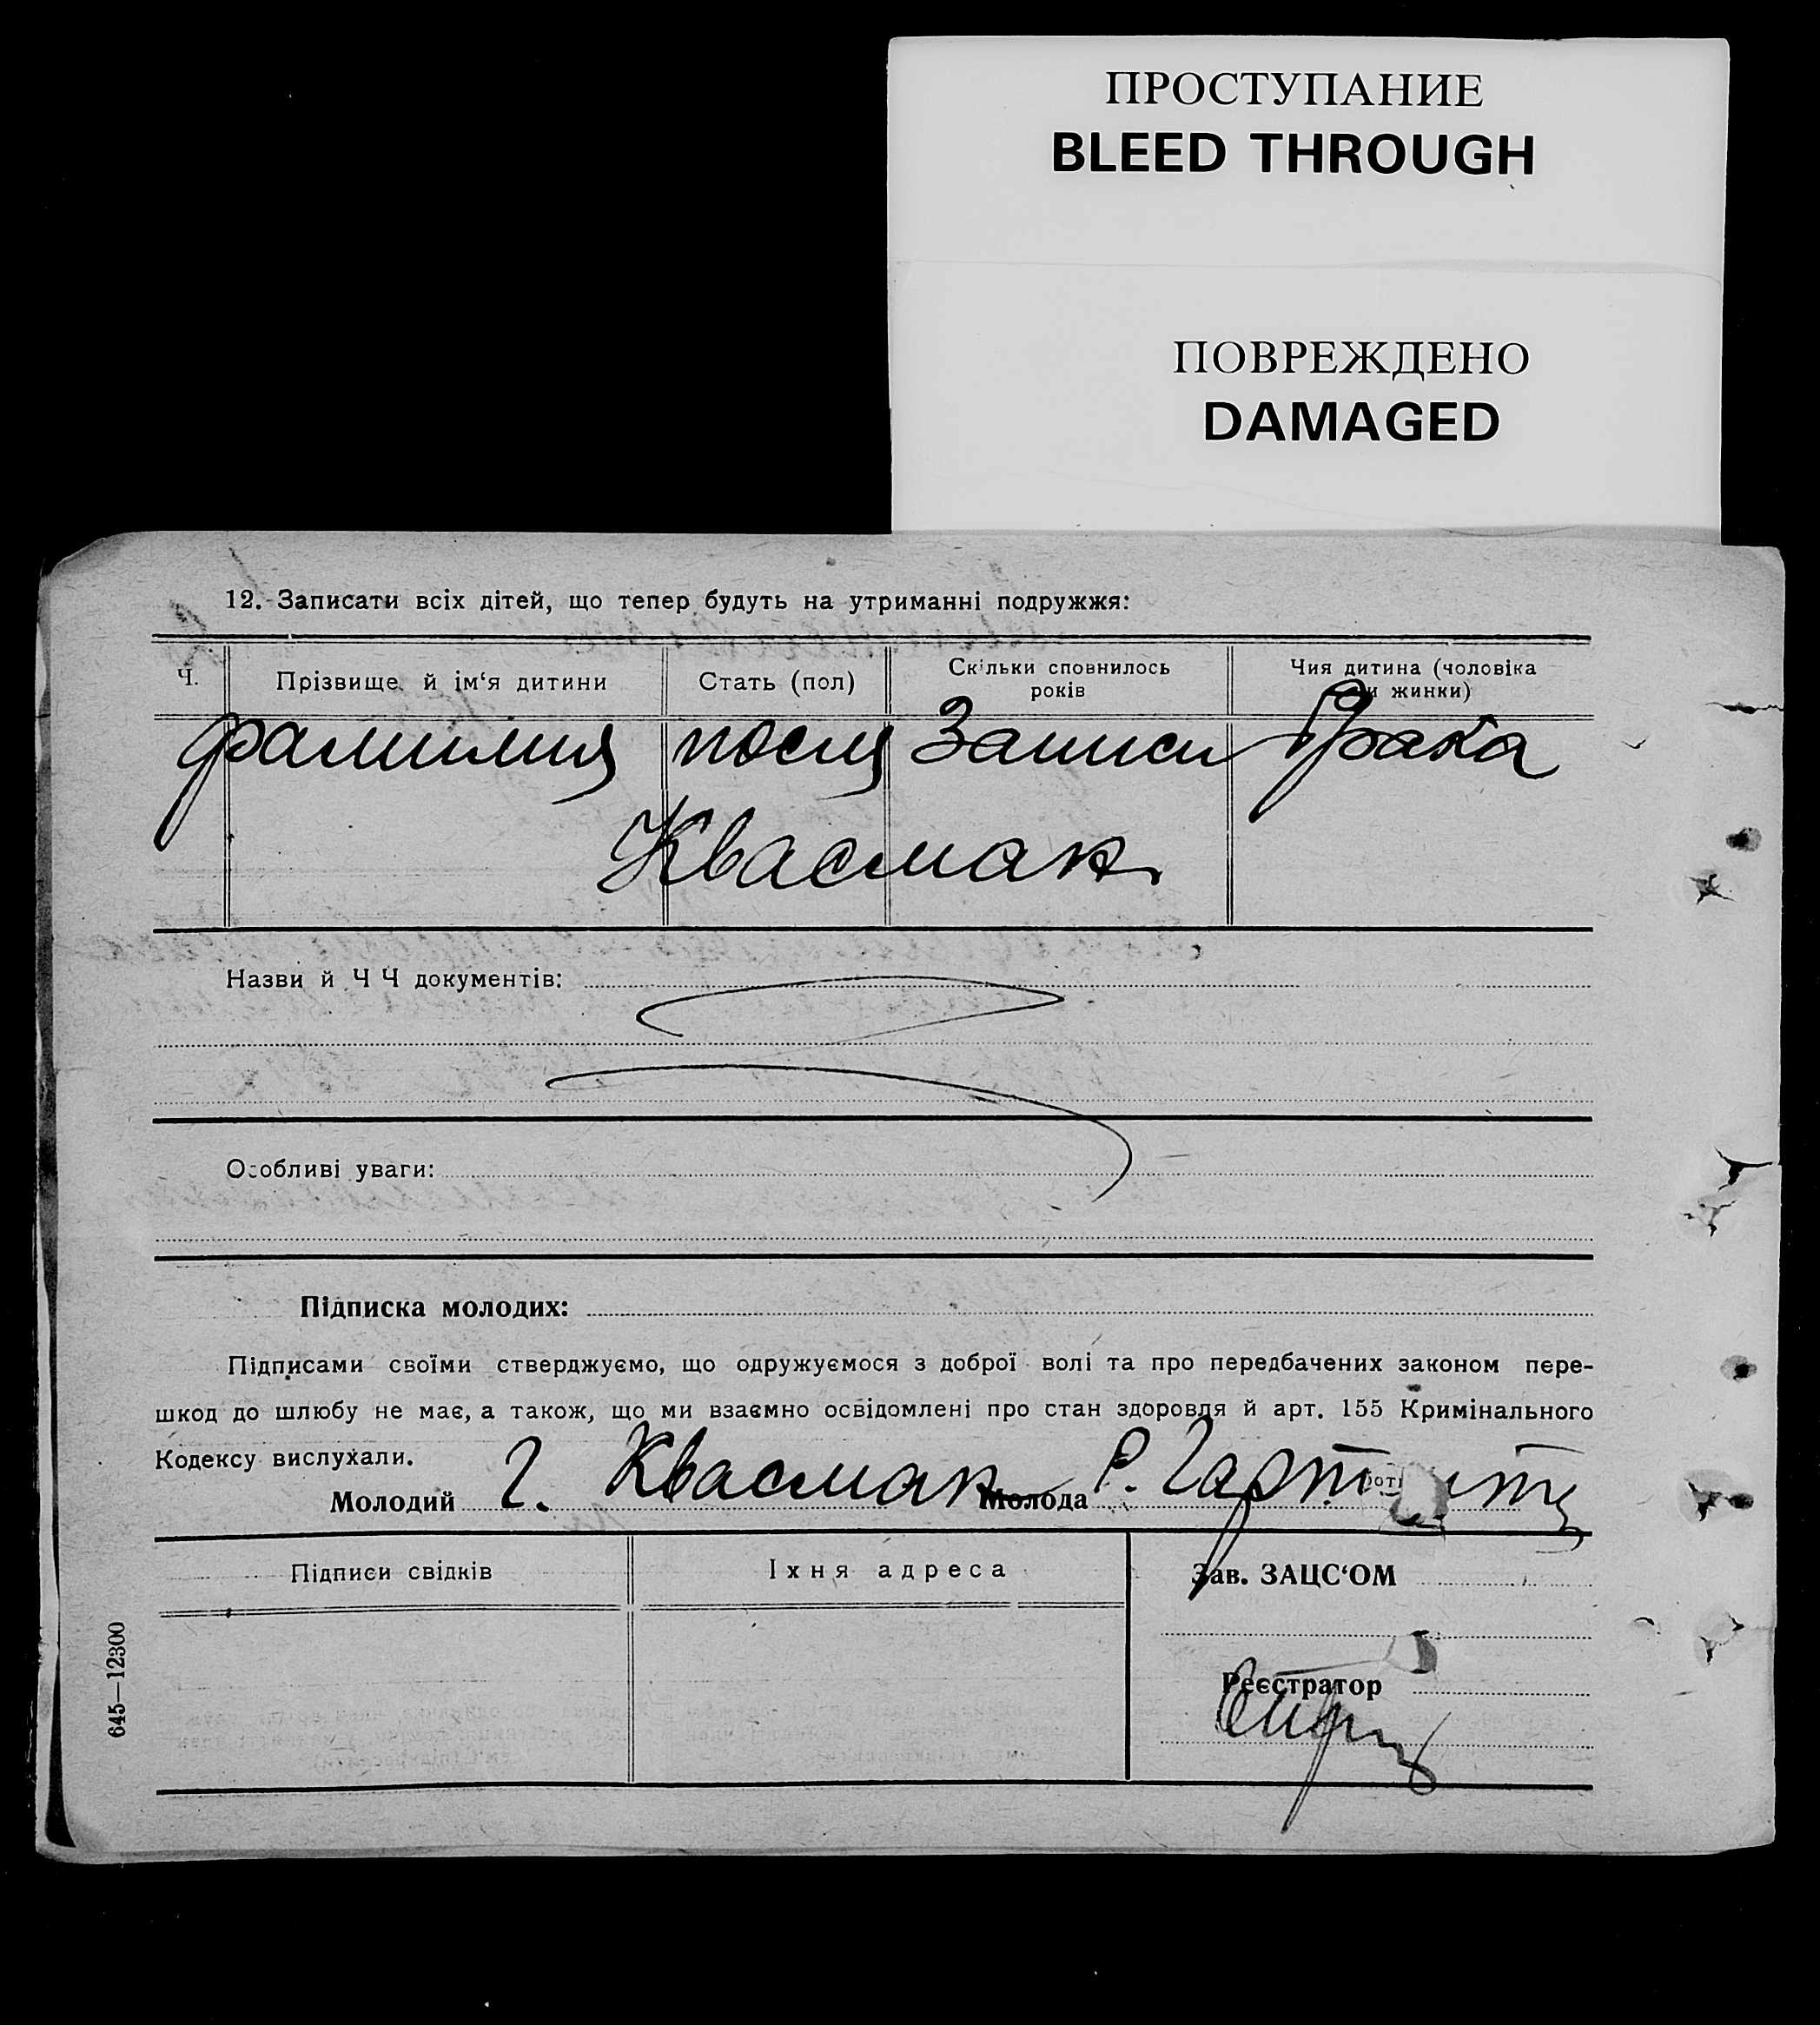 ПРОСТУПАНИЕ
BLEED THROUGH
ПОВРЕЖДЕНО
DAMAGED
12. Записати всіх дітей, що тепер будуть на утриманні подружжя:
Ч. Прізвище й ім‘я дитини Стать (пол) Скільки сповнилось років Чия дитина (чоловіка чи жинки)
фамилия после Записи брака
Квасман
Назви й Ч Ч документів:
Особливі уваги:
Підписка молодих:
Підписами своїми стверджуємо, що одружуємося з доброї волі та про передбачених законом пере-
шкод до шлюбу не має, а також, що ми взаємно освідомлені про стан здоровля й арт. 155 Кримінального
Кодексу вислухали.
Молодий Г. Квасман Молода Р.
Підписи свідків Іхня адреса Зав. ЗАЦС‘ОМ
Реєстратор
645—12300